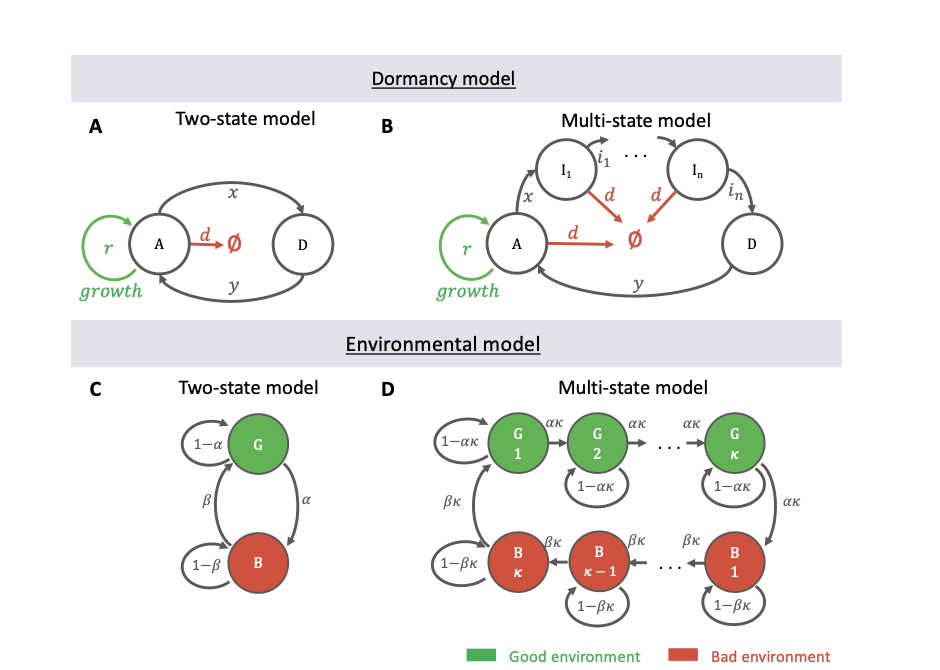 Dormancy model
A Two-state model
x
r A d ∅ D
growth y
B Multi-state model
I₁ i₁ ... Iₙ iₙ
x d d
r A d ∅ D
growth y
Environmental model
C Two-state model
1−α G
β α
1−β B
D Multi-state model
1−ακ G 1 ακ G 2 ακ ... ακ G κ
1−ακ 1−ακ
βκ ακ
1−βκ B κ βκ B κ−1 βκ ... βκ B 1
1−βκ 1−βκ
Good environment Bad environment